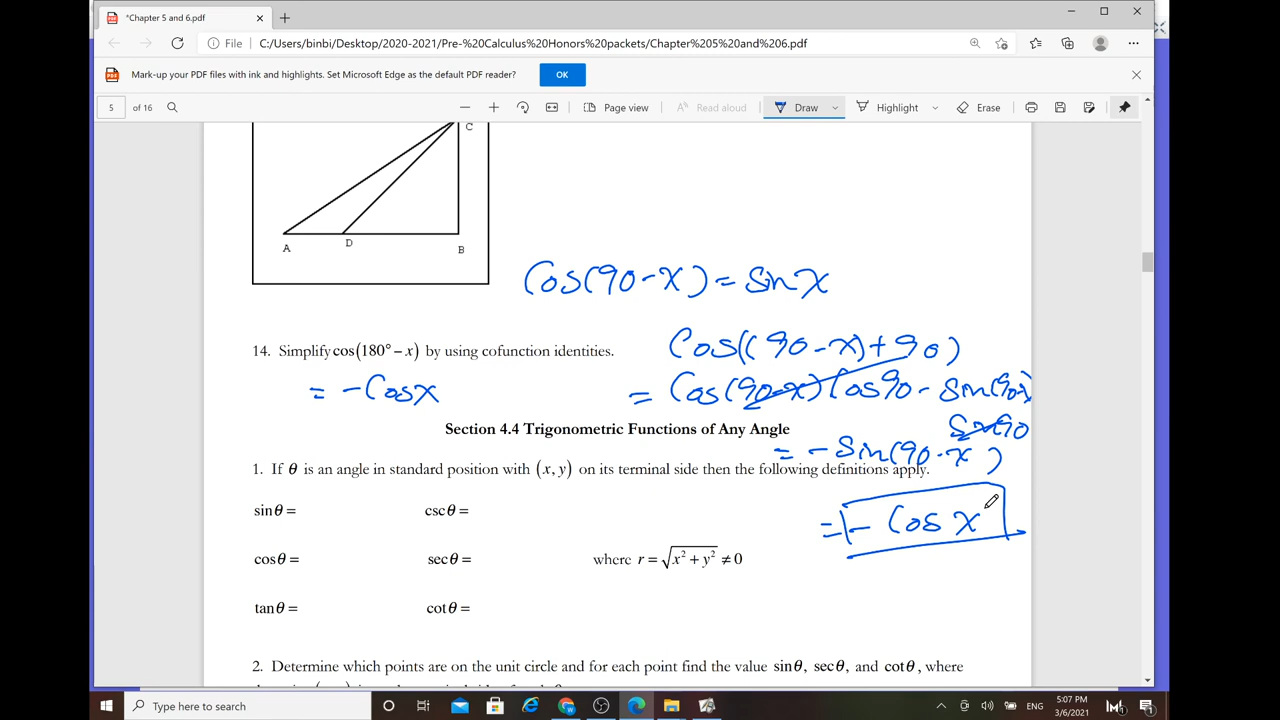 *Chapter 5 and 6.pdf
File C:/Users/binbi/Desktop/2020-2021/Pre-%20Calculus%20Honors%20packets/Chapter%205%20and%206.pdf
Mark-up your PDF files with ink and highlights. Set Microsoft Edge as the default PDF reader? OK
5 of 16 Page view Read aloud Draw Highlight Erase
C
A D B
Cos(90-x) = sin x
14. Simplify cos(180° − x) by using cofunction identities.
= -Cosx
Cos((90-x)+90)
= Cos(90-x) Cos90 - sin(90-x)
sin90
= - sin(90-x)
= - Cos x
Section 4.4 Trigonometric Functions of Any Angle
1. If θ is an angle in standard position with (x, y) on its terminal side then the following definitions apply.
sinθ = cscθ =
cosθ = secθ = where r = √x² + y² ≠ 0
tanθ = cotθ =
2. Determine which points are on the unit circle and for each point find the value sinθ, secθ, and cotθ, where
Type here to search
ENG
5:07 PM
3/6/2021